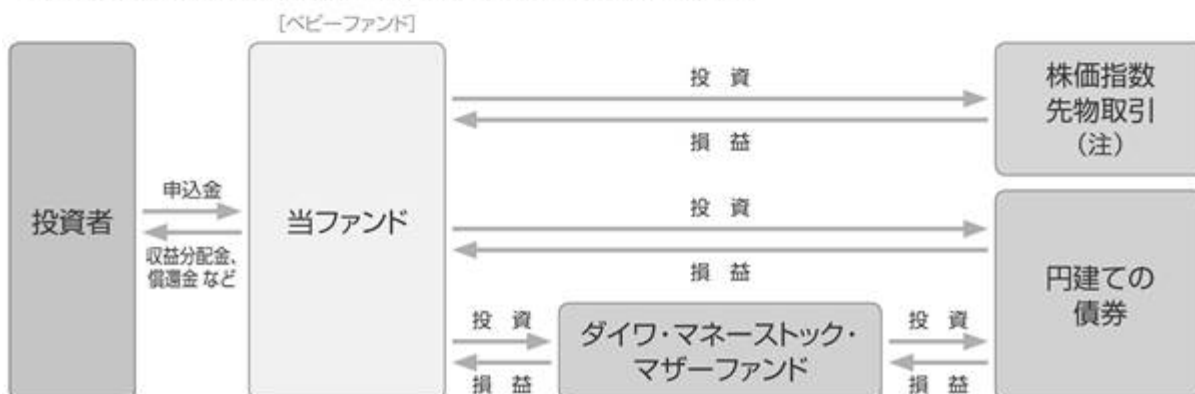 [ベビーファンド]
投資者
申込金
収益分配金、
償還金 など
当ファンド
投 資
損 益
株価指数
先物取引
（注）
投 資
損 益
円建ての
債券
投 資
損 益
ダイワ・マネーストック・
マザーファンド
投 資
損 益